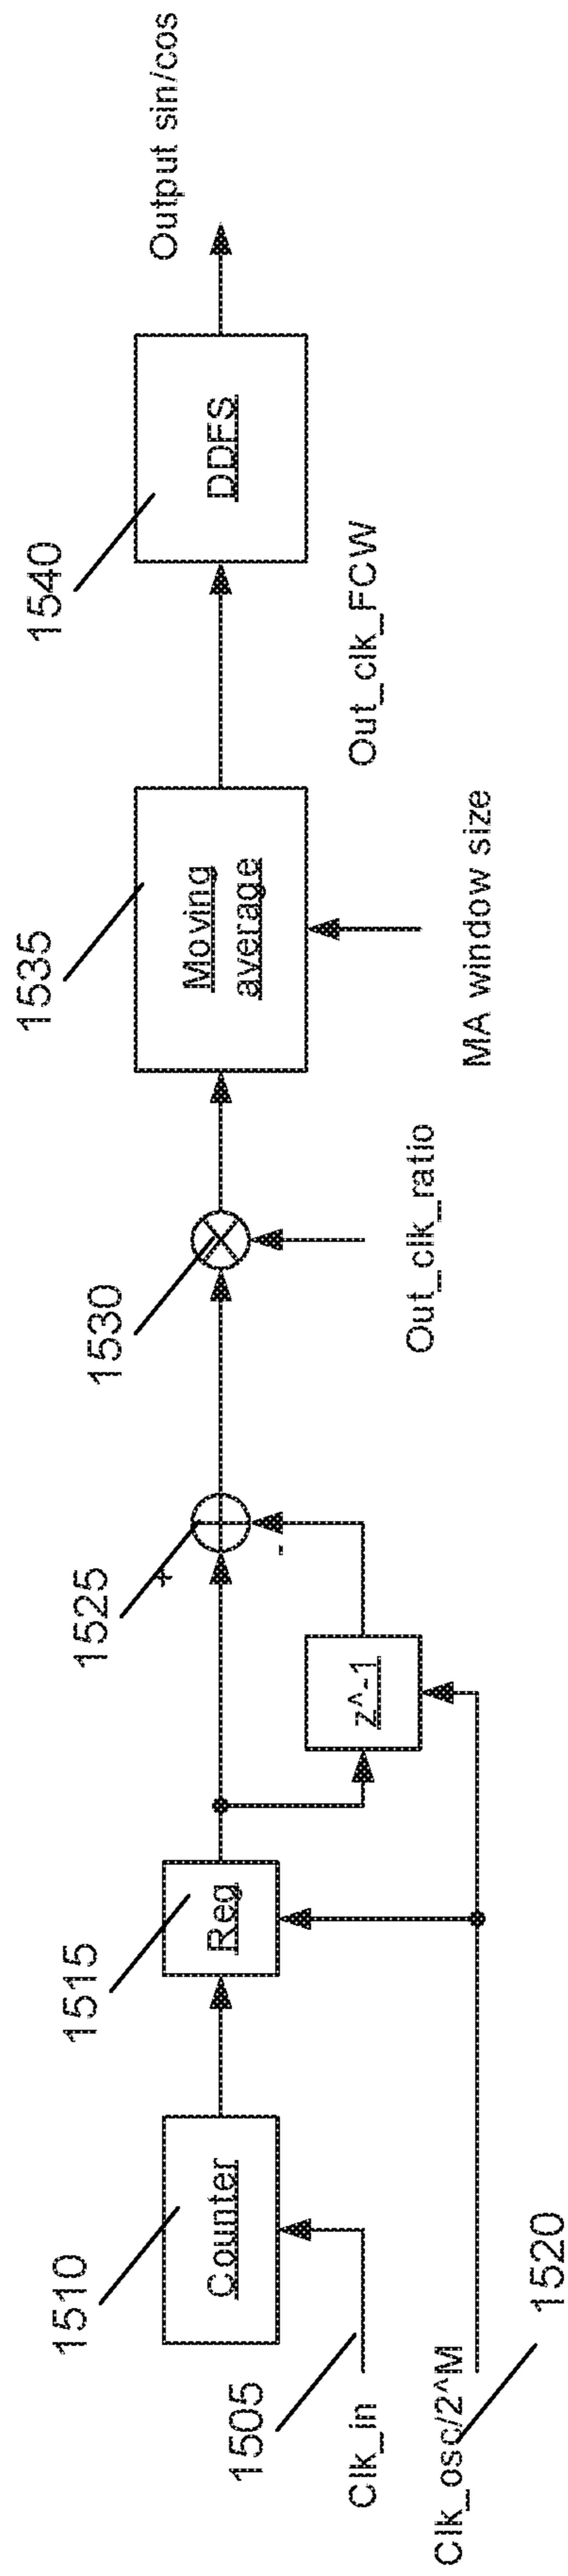 1505
Clk_in
1510
Counter
Clk_osc/2^M
1520
1515
Reg
z^-1
1525
+
-
1530
Out_clk_ratio
1535
Moving
average
MA window size
Out_clk_FCW
1540
DDFS
Output sin/cos